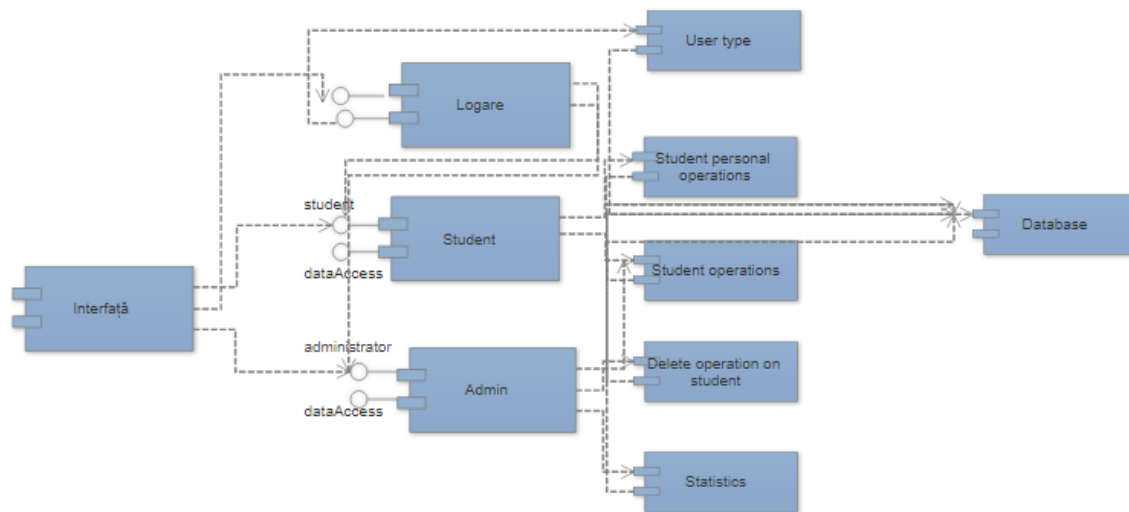 User type
Logare
Student personal
operations
student
Student
Database
dataAccess
Student operations
Interfață
administrator
Admin
Delete operation on
student
dataAccess
Statistics